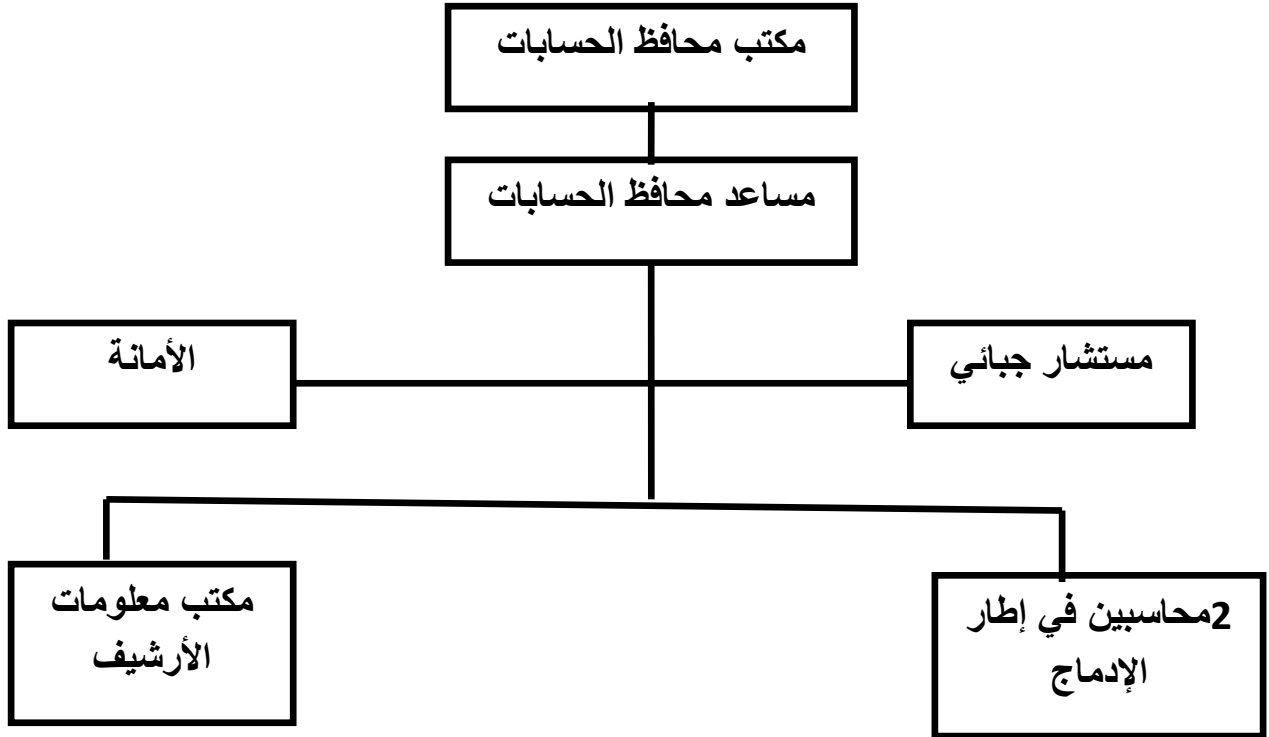 مكتب محافظ الحسابات
مساعد محافظ الحسابات
مستشار جبائي
الأمانة
2محاسبين في إطار
الإدماج
مكتب معلومات
الأرشيف